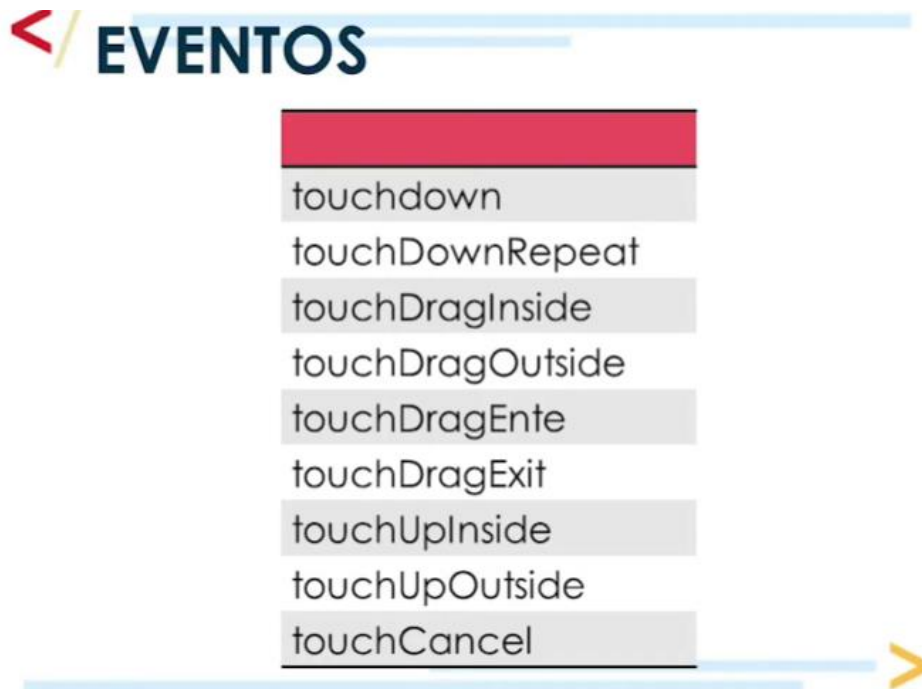 EVENTOS
touchdown
touchDownRepeat
touchDragInside
touchDragOutside
touchDragEnte
touchDragExit
touchUpInside
touchUpOutside
touchCancel